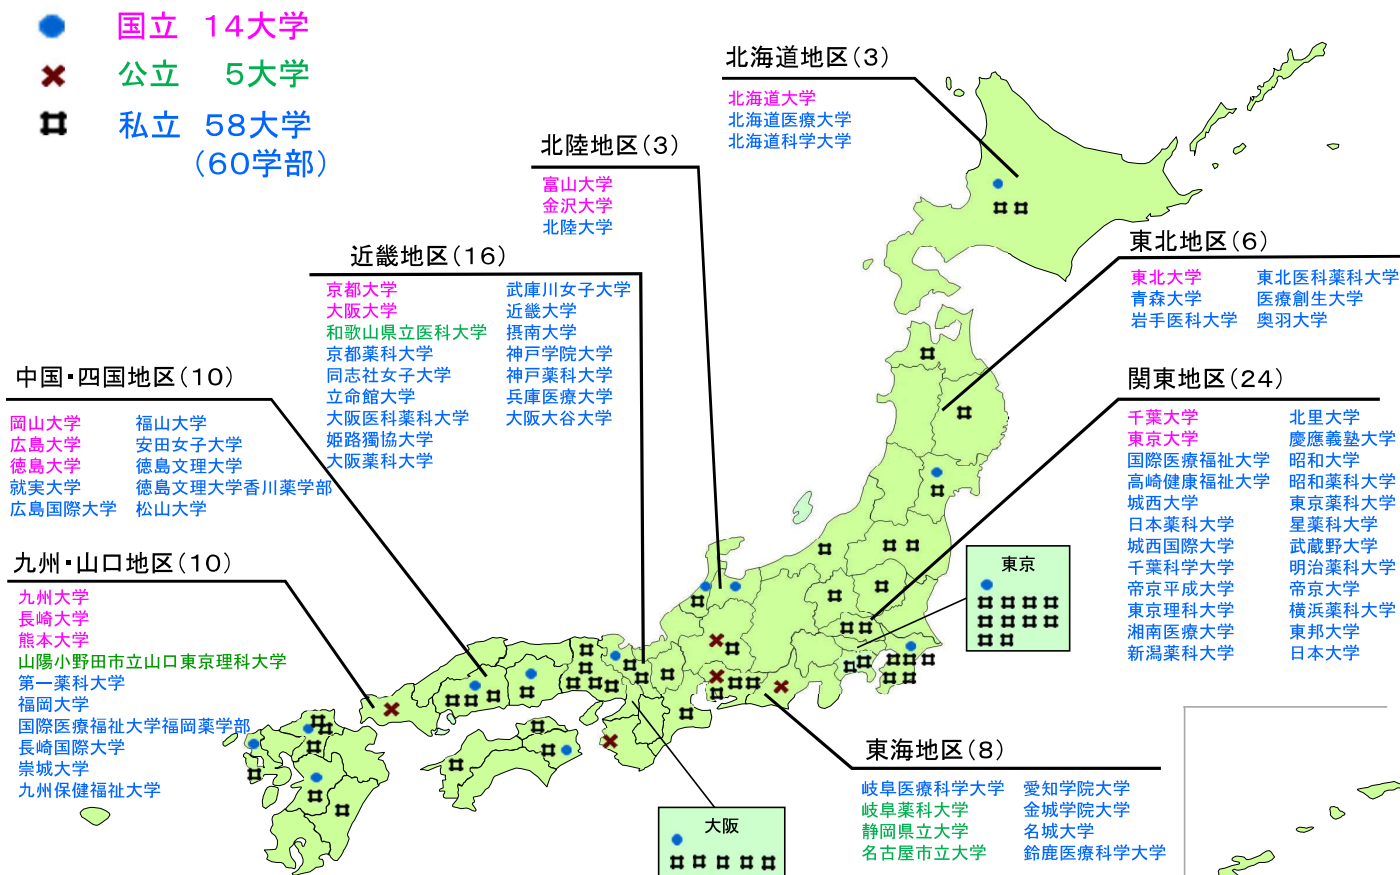 国立　14大学
公立　5大学
私立　58大学
（60学部）
北海道地区（3）
北海道大学
北海道医療大学
北海道科学大学
北陸地区（3）
富山大学
金沢大学
北陸大学
東北地区（6）
東北大学　東北医科薬科大学
青森大学　医療創生大学
岩手医科大学　奥羽大学
近畿地区（16）
京都大学　武庫川女子大学
大阪大学　近畿大学
和歌山県立医科大学　摂南大学
京都薬科大学　神戸学院大学
同志社女子大学　神戸薬科大学
立命館大学　兵庫医療大学
大阪医科薬科大学　大阪大谷大学
姫路獨協大学
大阪薬科大学
中国・四国地区（10）
岡山大学　福山大学
広島大学　安田女子大学
徳島大学　徳島文理大学
就実大学　徳島文理大学香川薬学部
広島国際大学　松山大学
関東地区（24）
千葉大学　北里大学
東京大学　慶應義塾大学
国際医療福祉大学　昭和大学
高崎健康福祉大学　昭和薬科大学
城西大学　東京薬科大学
日本薬科大学　星薬科大学
城西国際大学　武蔵野大学
千葉科学大学　明治薬科大学
帝京平成大学　帝京大学
東京理科大学　横浜薬科大学
湘南医療大学　東邦大学
新潟薬科大学　日本大学
九州・山口地区（10）
九州大学
長崎大学
熊本大学
山陽小野田市立山口東京理科大学
第一薬科大学
福岡大学
国際医療福祉大学福岡薬学部
長崎国際大学
崇城大学
九州保健福祉大学
東京
東海地区（8）
岐阜医療科学大学　愛知学院大学
岐阜薬科大学　金城学院大学
静岡県立大学　名城大学
名古屋市立大学　鈴鹿医療科学大学
大阪